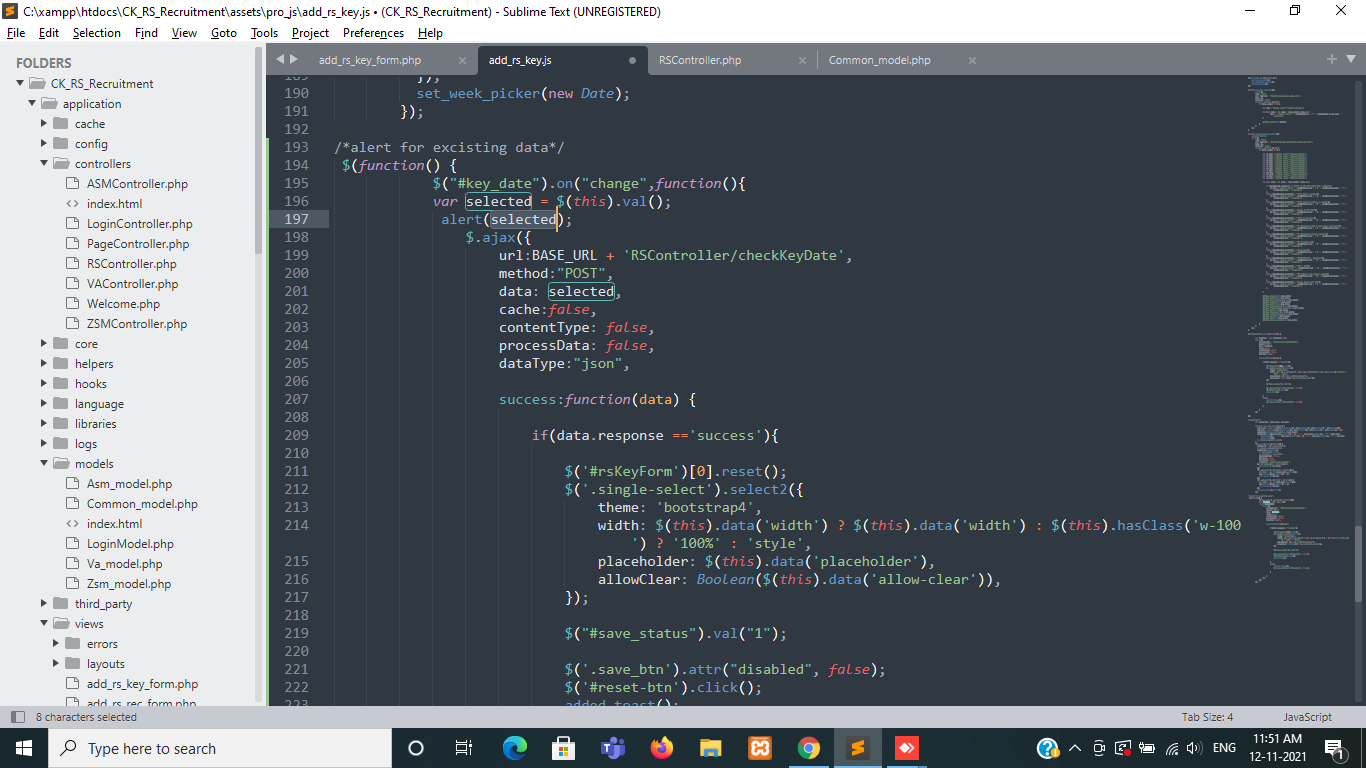 C:\xampp\htdocs\CK_RS_Recruitment\assets\pro_js\add_rs_key.js • (CK_RS_Recruitment) - Sublime Text (UNREGISTERED)
File Edit Selection Find View Goto Tools Project Preferences Help
FOLDERS
CK_RS_Recruitment
application
cache
config
controllers
ASMController.php
index.html
LoginController.php
PageController.php
RSController.php
VAController.php
Welcome.php
ZSMController.php
core
helpers
hooks
language
libraries
logs
models
Asm_model.php
Common_model.php
index.html
LoginModel.php
Va_model.php
Zsm_model.php
third_party
views
errors
layouts
add_rs_key_form.php
add_rs_rec_form.php
add_rs_key_form.php add_rs_key.js RSController.php Common_model.php
189 });
190 set_week_picker(new Date);
191 });
192
193 /*alert for excisting data*/
194 $(function() {
195 $("#key_date").on("change",function(){
196 var selected = $(this).val();
197 alert(selected);
198 $.ajax({
199 url:BASE_URL + 'RSController/checkKeyDate',
200 method:"POST",
201 data: selected,
202 cache:false,
203 contentType: false,
204 processData: false,
205 dataType:"json",
206
207 success:function(data) {
208
209 if(data.response =='success'){
210
211 $('#rsKeyForm')[0].reset();
212 $('.single-select').select2({
213 theme: 'bootstrap4',
214 width: $(this).data('width') ? $(this).data('width') : $(this).hasClass('w-100
') ? '100%' : 'style',
215 placeholder: $(this).data('placeholder'),
216 allowClear: Boolean($(this).data('allow-clear')),
217 });
218
219 $("#save_status").val("1");
220
221 $('.save_btn').attr("disabled", false);
222 $('#reset-btn').click();
223 added_toast();
8 characters selected
Tab Size: 4 JavaScript
Type here to search
ENG
11:51 AM
12-11-2021
1